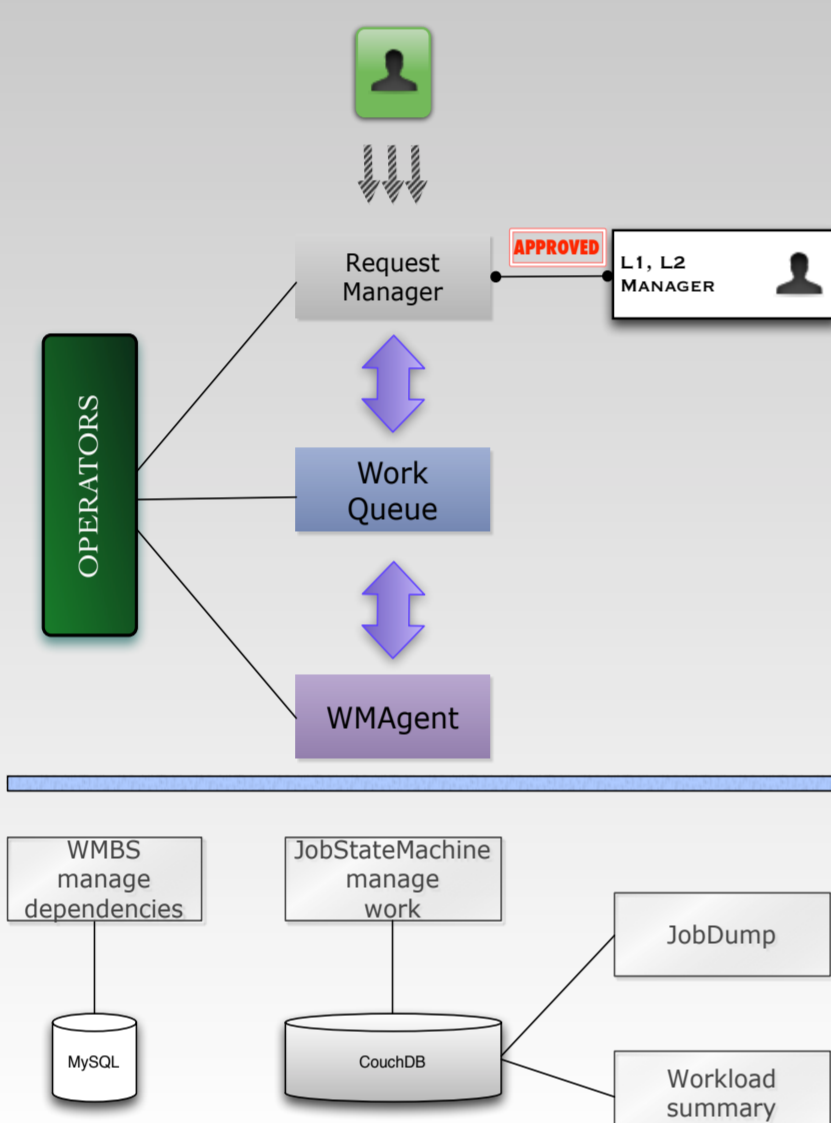 Request
Manager
APPROVED
L1, L2
MANAGER
OPERATORS
Work
Queue
WMAgent
WMBS
manage
dependencies
JobStateMachine
manage
work
JobDump
MySQL
CouchDB
Workload
summary